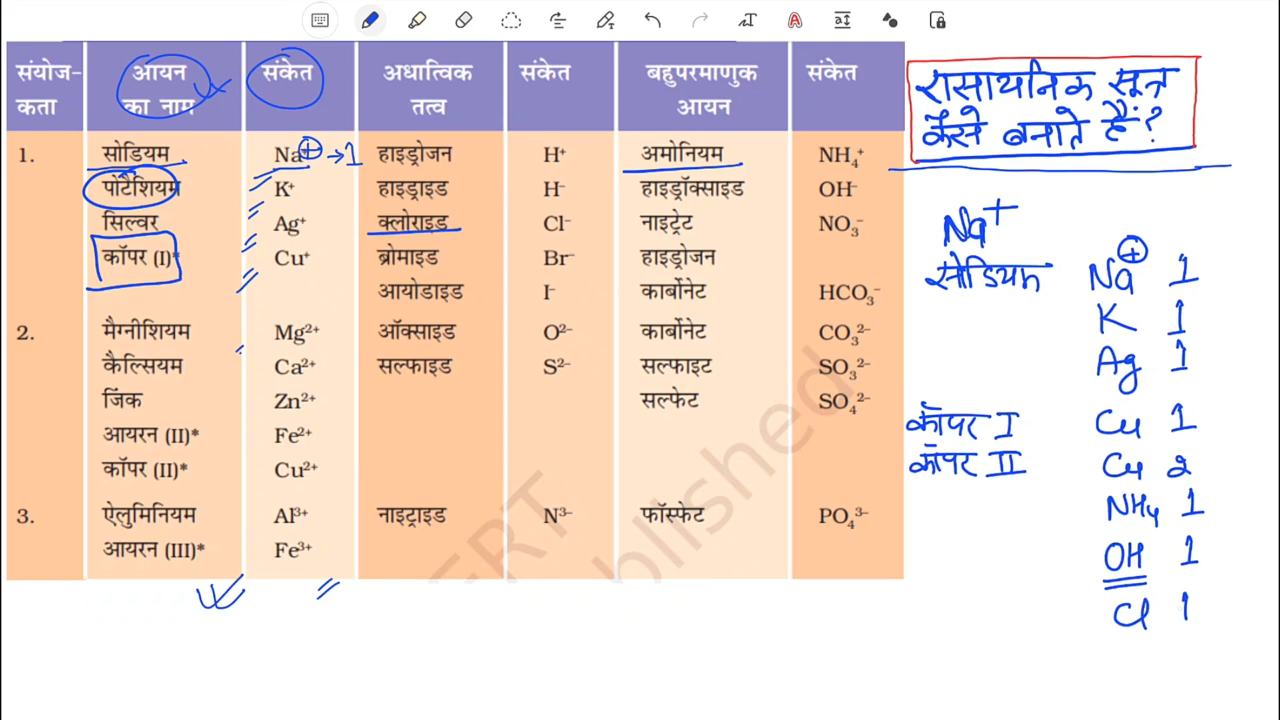 संयोज-कता | आयन का नाम | संकेत | अधात्विक तत्व | संकेत | बहुपरमाणुक आयन | संकेत
1. | सोडियम | Na⁺ →1 | हाइड्रोजन | H⁺ | अमोनियम | NH₄⁺
पोटैशियम | K⁺ | हाइड्राइड | H⁻ | हाइड्रॉक्साइड | OH⁻
सिल्वर | Ag⁺ | क्लोराइड | Cl⁻ | नाइट्रेट | NO₃⁻
कॉपर (I)* | Cu⁺ | ब्रोमाइड | Br⁻ | हाइड्रोजन
आयोडाइड | I⁻ | कार्बोनेट | HCO₃⁻
2. | मैग्नीशियम | Mg²⁺ | ऑक्साइड | O²⁻ | कार्बोनेट | CO₃²⁻
कैल्सियम | Ca²⁺ | सल्फाइड | S²⁻ | सल्फाइट | SO₃²⁻
जिंक | Zn²⁺ | सल्फेट | SO₄²⁻
आयरन (II)* | Fe²⁺
कॉपर (II)* | Cu²⁺
3. | ऐलुमिनियम | Al³⁺ | नाइट्राइड | N³⁻ | फॉस्फेट | PO₄³⁻
आयरन (III)* | Fe³⁺
रासायनिक सूत्र
कैसे बनाते हैं?
Na⁺
सोडियम
Na⁺ 1
K 1
Ag 1
कॉपर I Cu 1
कॉपर II Cu 2
NH₄ 1
OH 1
Cl 1